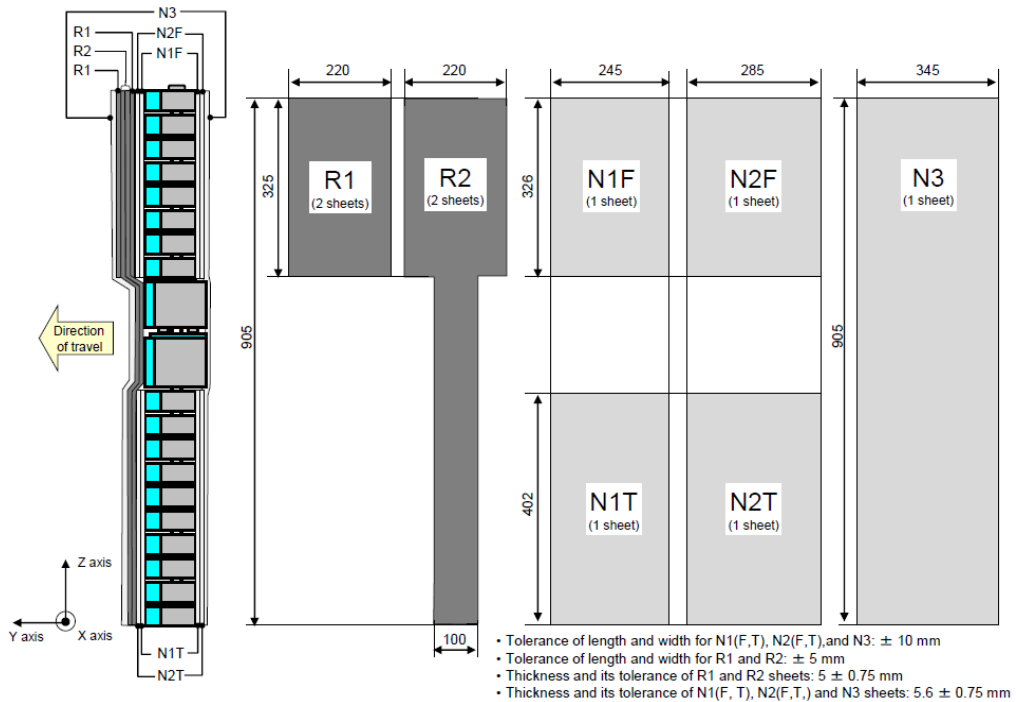 N3
R1
N2F
R2
N1F
R1
220
220
245
285
345
325
R1
(2 sheets)
R2
(2 sheets)
326
N1F
(1 sheet)
N2F
(1 sheet)
N3
(1 sheet)
Direction
of travel
905
905
402
N1T
(1 sheet)
N2T
(1 sheet)
Z axis
Y axis
X axis
N1T
N2T
100
• Tolerance of length and width for N1(F,T), N2(F,T),and N3: ± 10 mm
• Tolerance of length and width for R1 and R2: ± 5 mm
• Thickness and its tolerance of R1 and R2 sheets: 5 ± 0.75 mm
• Thickness and its tolerance of N1(F, T), N2(F,T,) and N3 sheets: 5.6 ± 0.75 mm